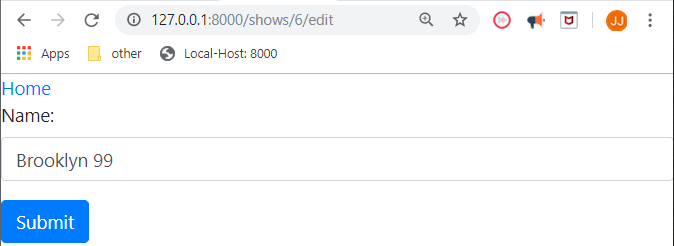 127.0.0.1:8000/shows/6/edit
JJ
Apps other Local-Host: 8000
Home
Name:
Brooklyn 99
Submit